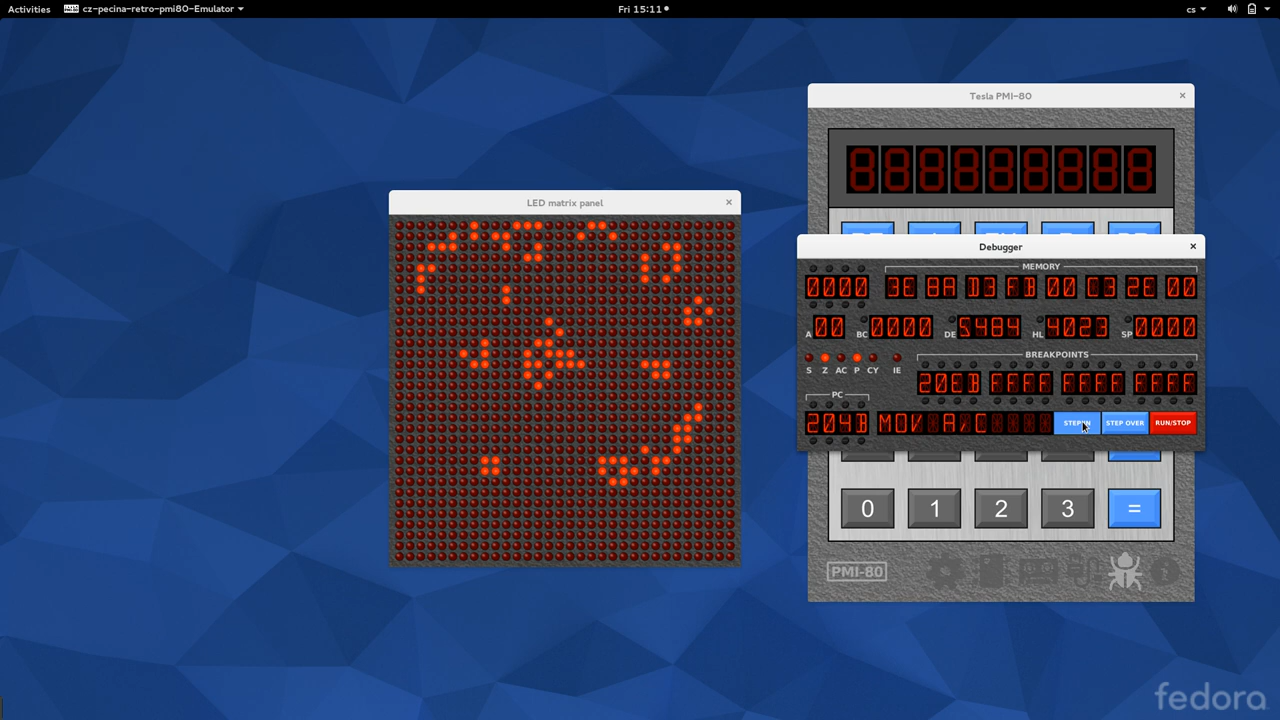 Activities cz-pecina-retro-pmi80-Emulator Fri 15:11 cs
Tesla PMI-80
LED matrix panel
Debugger
MEMORY
0000 3E 8A D3 FB 00 C3 2E 00
A 00 BC 0000 DE 5484 HL 4023 SP 0000
S Z AC P CY IE
BREAKPOINTS
20EB FFFF FFFF FFFF
PC
204B MOV A,C STEP IN STEP OVER RUN/STOP
0 1 2 3 =
PMI-80
fedora